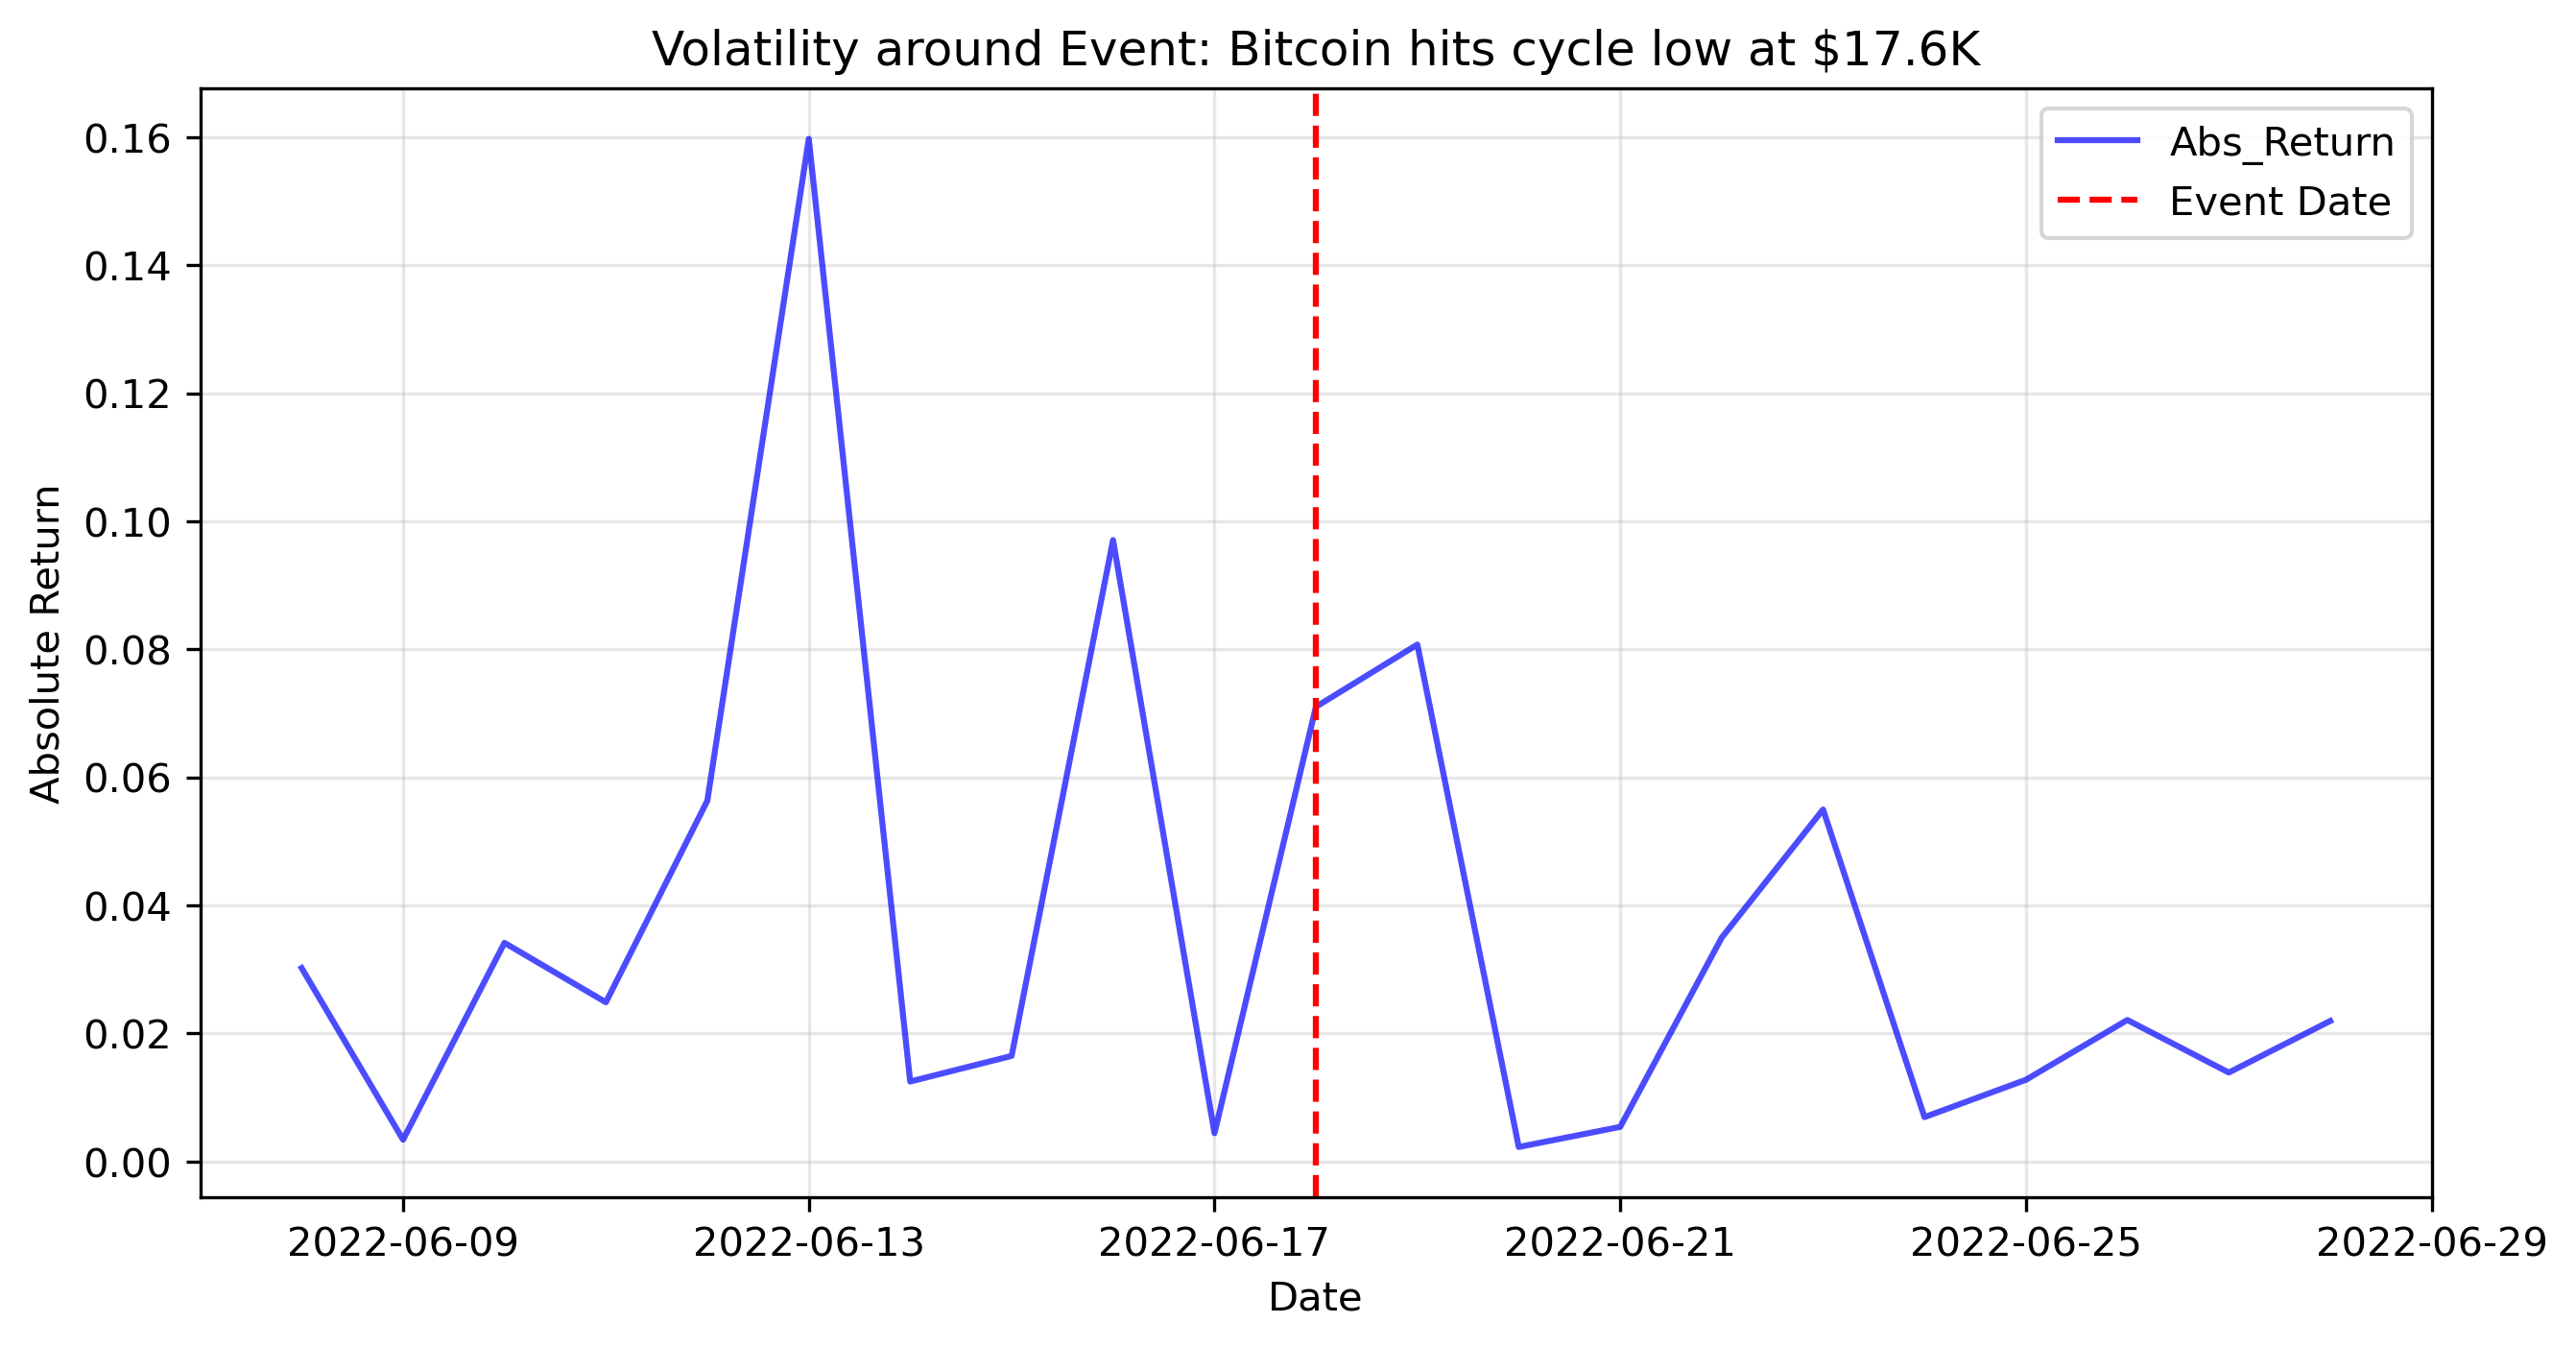 Volatility around Event: Bitcoin hits cycle low at $17.6K
Abs_Return
Event Date
Absolute Return
0.16
0.14
0.12
0.10
0.08
0.06
0.04
0.02
0.00
2022-06-09 2022-06-13 2022-06-17 2022-06-21 2022-06-25 2022-06-29
Date